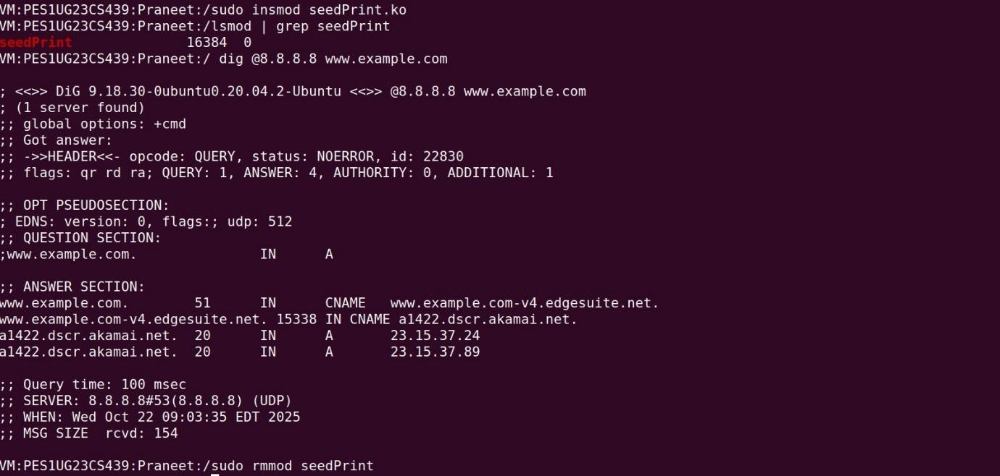 VM:PES1UG23CS439:Praneet:/sudo insmod seedPrint.ko
VM:PES1UG23CS439:Praneet:/lsmod | grep seedPrint
seedPrint              16384  0
VM:PES1UG23CS439:Praneet:/ dig @8.8.8.8 www.example.com
; <<>> DiG 9.18.30-0ubuntu0.20.04.2-Ubuntu <<>> @8.8.8.8 www.example.com
; (1 server found)
;; global options: +cmd
;; Got answer:
;; ->>HEADER<<- opcode: QUERY, status: NOERROR, id: 22830
;; flags: qr rd ra; QUERY: 1, ANSWER: 4, AUTHORITY: 0, ADDITIONAL: 1
;; OPT PSEUDOSECTION:
; EDNS: version: 0, flags:; udp: 512
;; QUESTION SECTION:
;www.example.com.               IN      A
;; ANSWER SECTION:
www.example.com.        51      IN      CNAME   www.example.com-v4.edgesuite.net.
www.example.com-v4.edgesuite.net. 15338 IN CNAME a1422.dscr.akamai.net.
a1422.dscr.akamai.net.  20      IN      A       23.15.37.24
a1422.dscr.akamai.net.  20      IN      A       23.15.37.89
;; Query time: 100 msec
;; SERVER: 8.8.8.8#53(8.8.8.8) (UDP)
;; WHEN: Wed Oct 22 09:03:35 EDT 2025
;; MSG SIZE  rcvd: 154
VM:PES1UG23CS439:Praneet:/sudo rmmod seedPrint